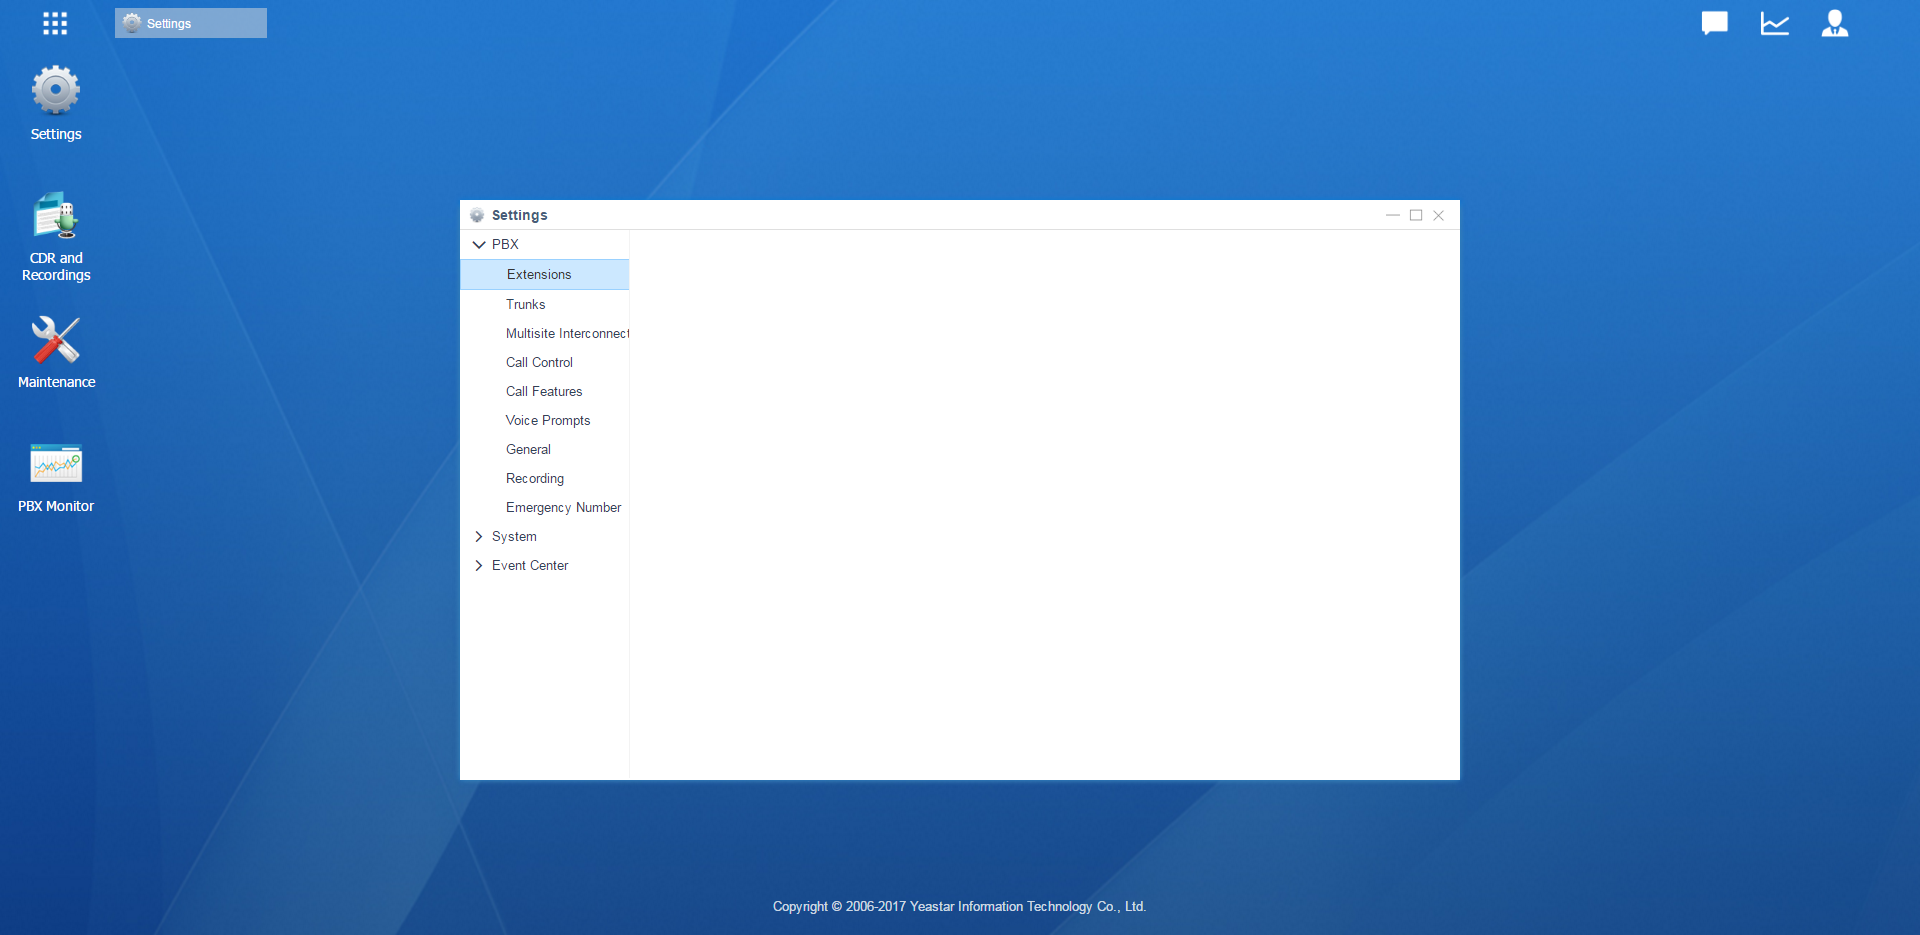 Settings
Settings
CDR and
Recordings
Maintenance
PBX Monitor
Settings
PBX
Extensions
Trunks
Multisite Interconnect
Call Control
Call Features
Voice Prompts
General
Recording
Emergency Number
System
Event Center
Copyright © 2006-2017 Yeastar Information Technology Co., Ltd.